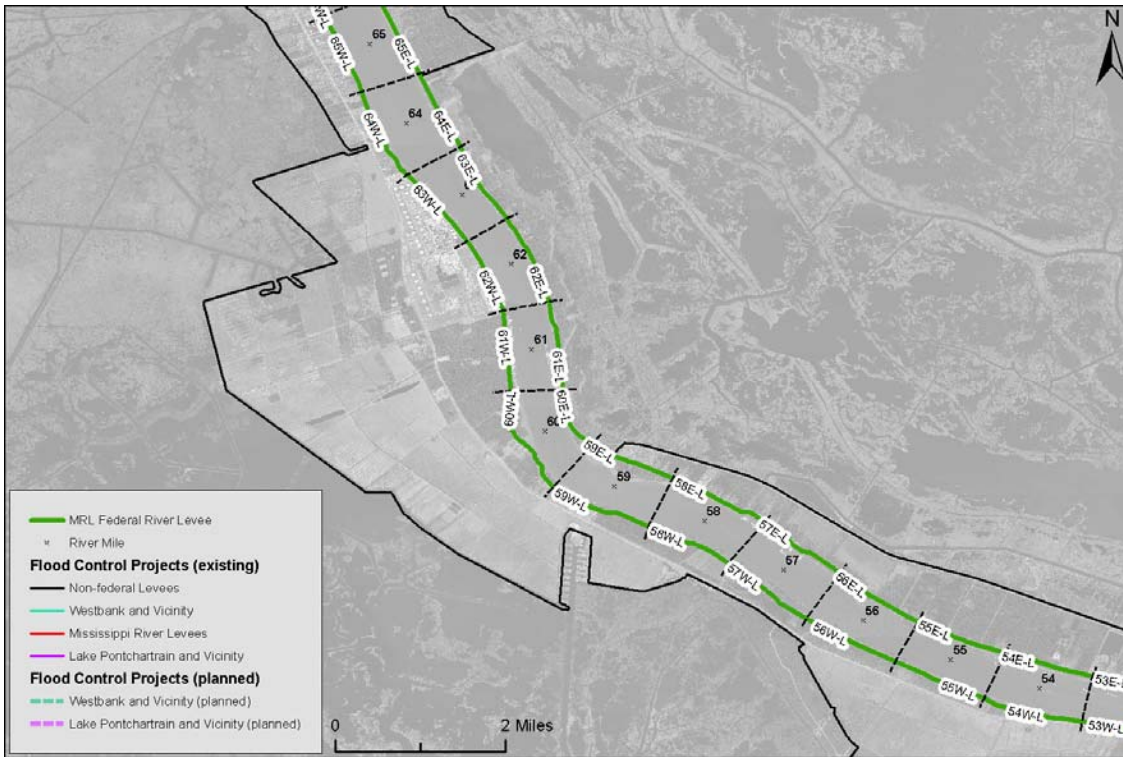 N
65
65W-L
65E-L
64
64W-L
64E-L
63E-L
63W-L
62
62W-L
62E-L
61
61W-L
61E-L
60W-L
60E-L
60
59E-L
59
59W-L
58E-L
58
58W-L
57E-L
57
57W-L
56E-L
56
56W-L
55E-L
55
55W-L
54E-L
54
54W-L
53W-L
MRL Federal River Levee
River Mile
Flood Control Projects (existing)
Non-federal Levees
Westbank and Vicinity
Mississippi River Levees
Lake Pontchartrain and Vicinity
Flood Control Projects (planned)
Westbank and Vicinity (planned)
Lake Pontchartrain and Vicinity (planned)
0 2 Miles